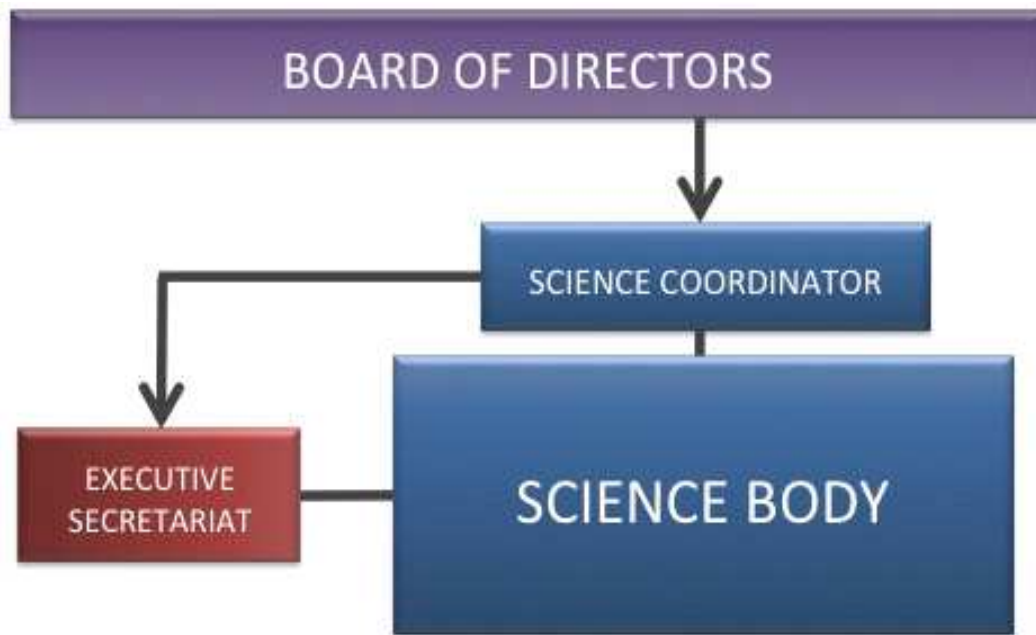 BOARD OF DIRECTORS
SCIENCE COORDINATOR
EXECUTIVE
SECRETARIAT
SCIENCE BODY